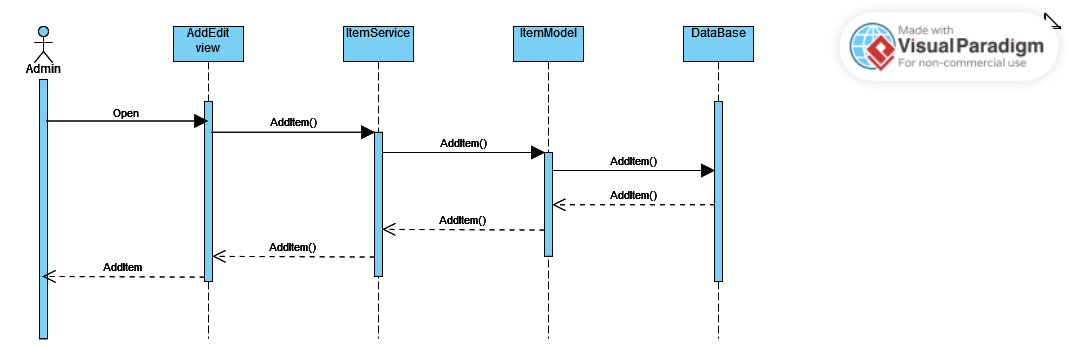 Admin
AddEdit
view
ItemService
ItemModel
DataBase
Made with
Visual Paradigm
For non-commercial use
Open
AddItem()
AddItem()
AddItem()
AddItem()
AddItem()
AddItem()
AddItem